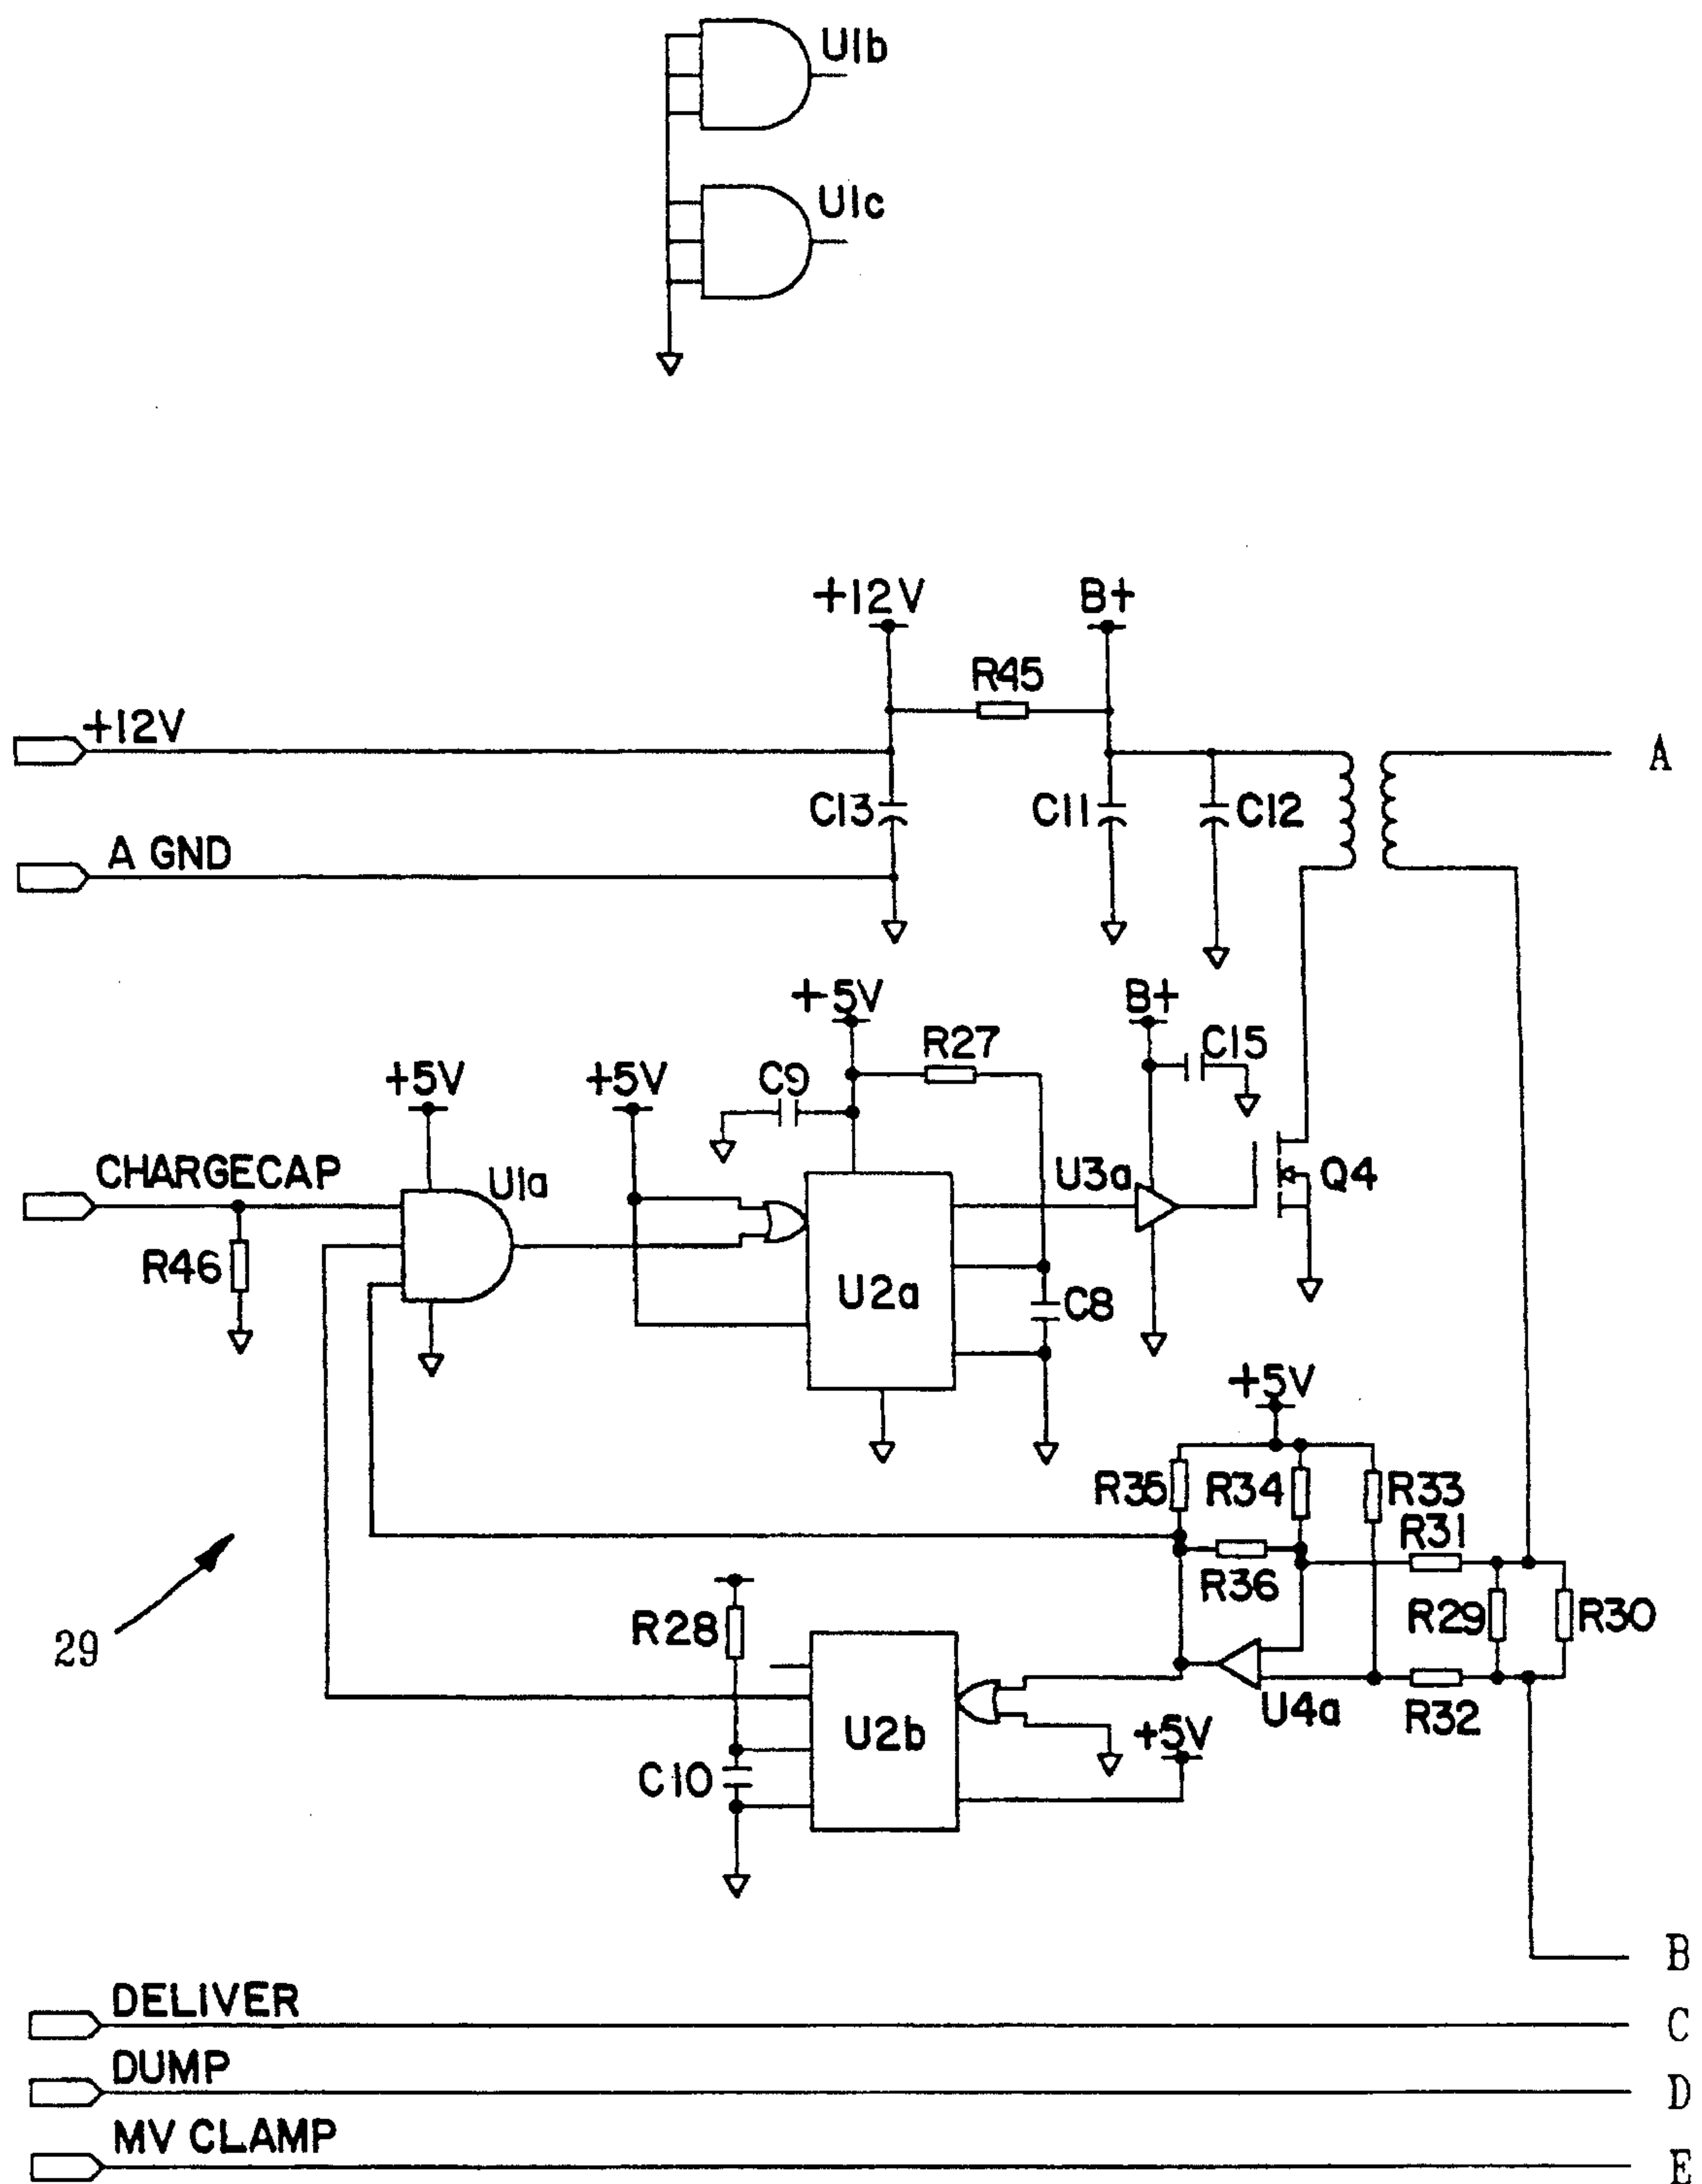 U1b
U1c
+12V B+
R45
+12V
A
C13 C11 C12
A GND
+5V B+
R27 C15
+5V +5V C9
CHARGECAP U1a U3a Q4
R46 U2a C8
+5V
R35 R34 R33
R31
R36
R28 R29 R30
29
U4a R32
U2b +5V
C10
B
DELIVER
C
DUMP
D
MV CLAMP
E